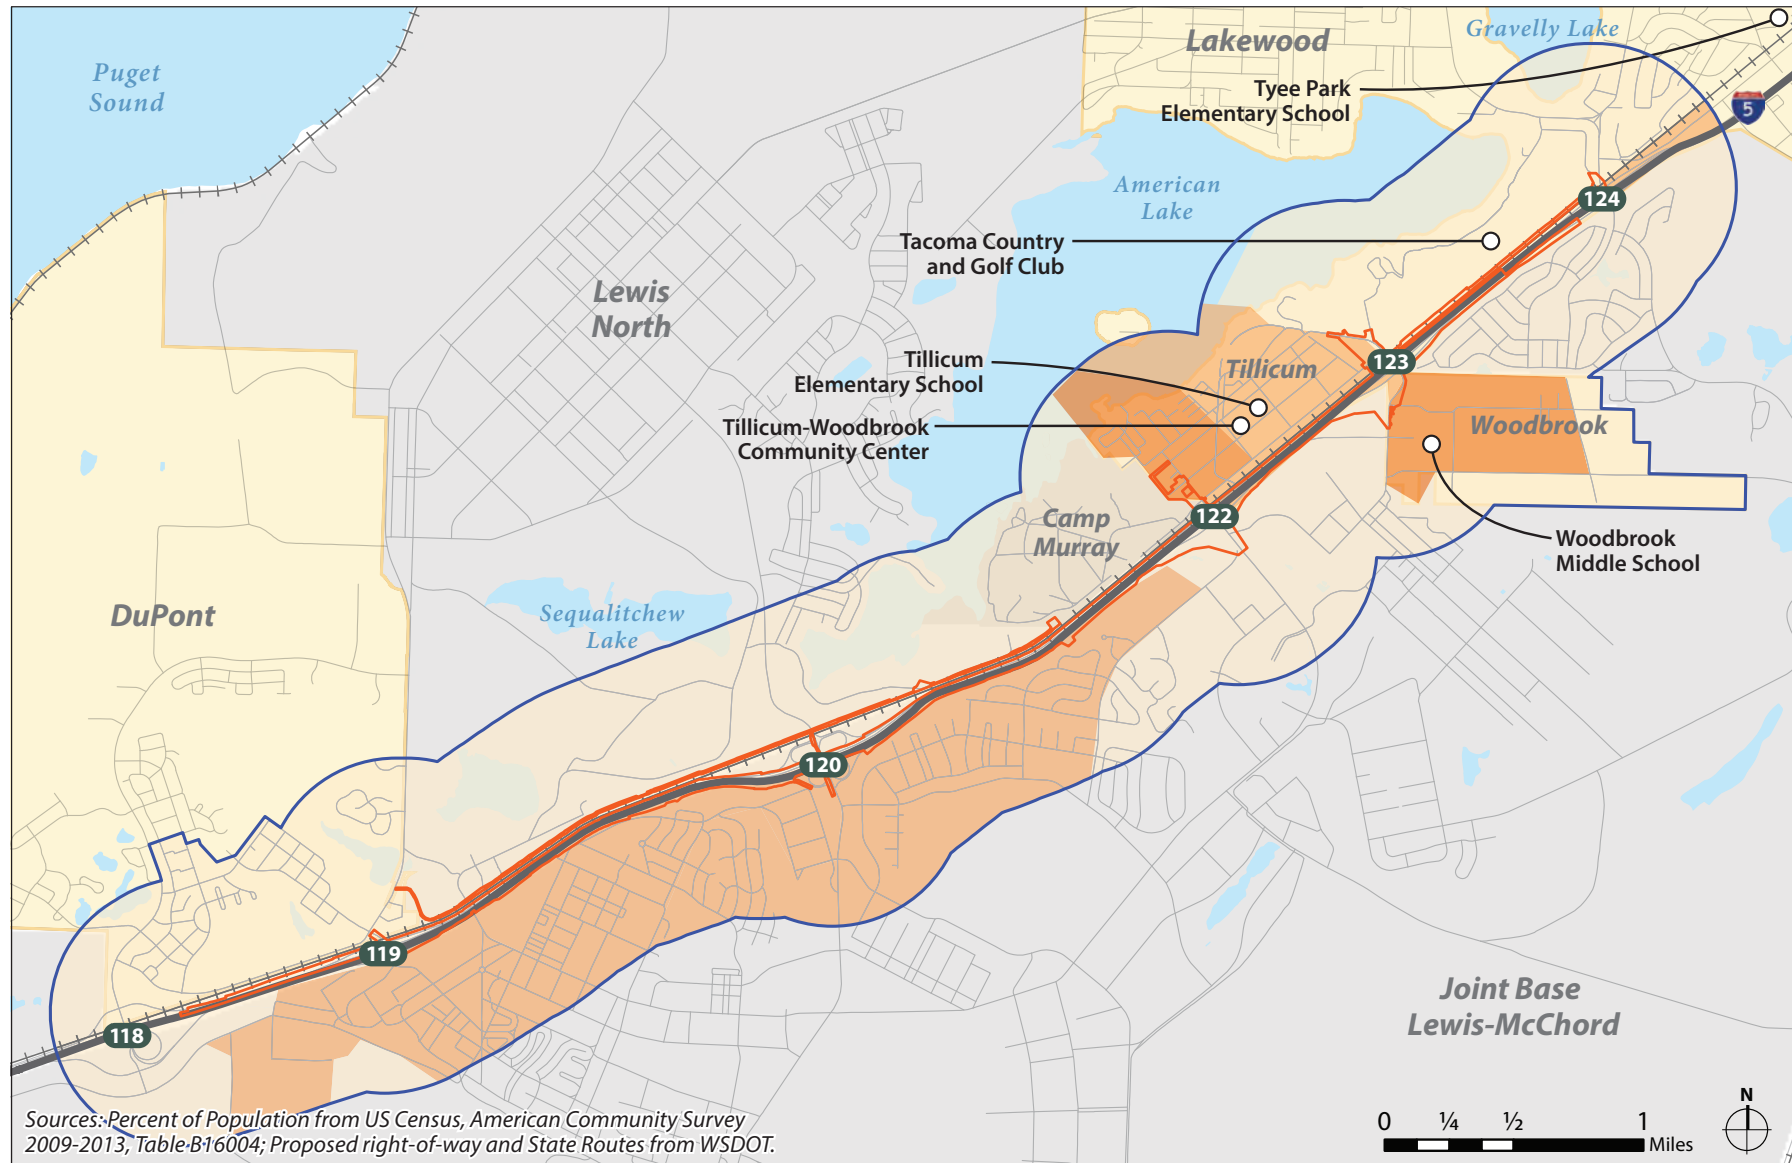 Puget
Sound
Lakewood
Gravelly Lake
Tyee Park
Elementary School
5
American
Lake
124
Tacoma Country
and Golf Club
Lewis
North
Tillicum
Elementary School
Tillicum
123
Tillicum-Woodbrook
Community Center
Woodbrook
Camp
Murray
122
Woodbrook
Middle School
DuPont
Sequalitchew
Lake
120
119
118
Joint Base
Lewis-McChord
Sources: Percent of Population from US Census, American Community Survey
2009-2013, Table B16004; Proposed right-of-way and State Routes from WSDOT.
0 ¼ ½ 1
Miles
N